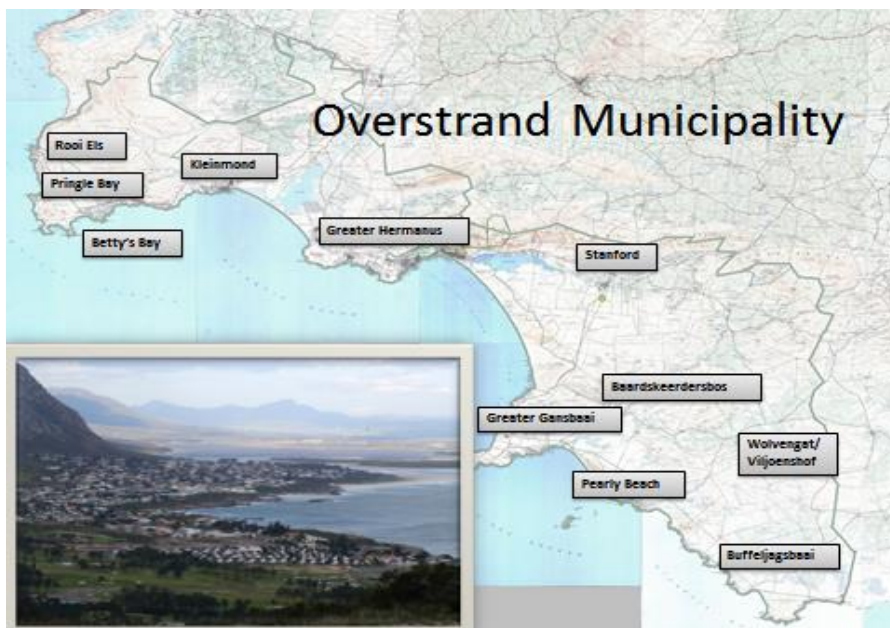 Overstrand Municipality
Rooi Els
Kleinmond
Pringle Bay
Betty's Bay
Greater Hermanus
Stanford
Baardskeerdersbos
Greater Gansbaai
Wolvengat/
Viljoenshof
Pearly Beach
Buffeljagsbaai